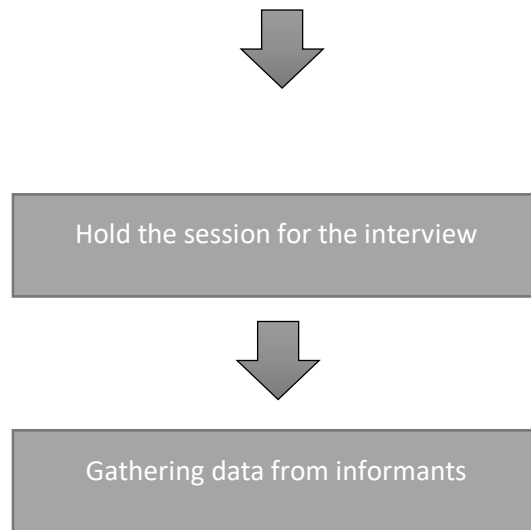 Hold the session for the interview
Gathering data from informants